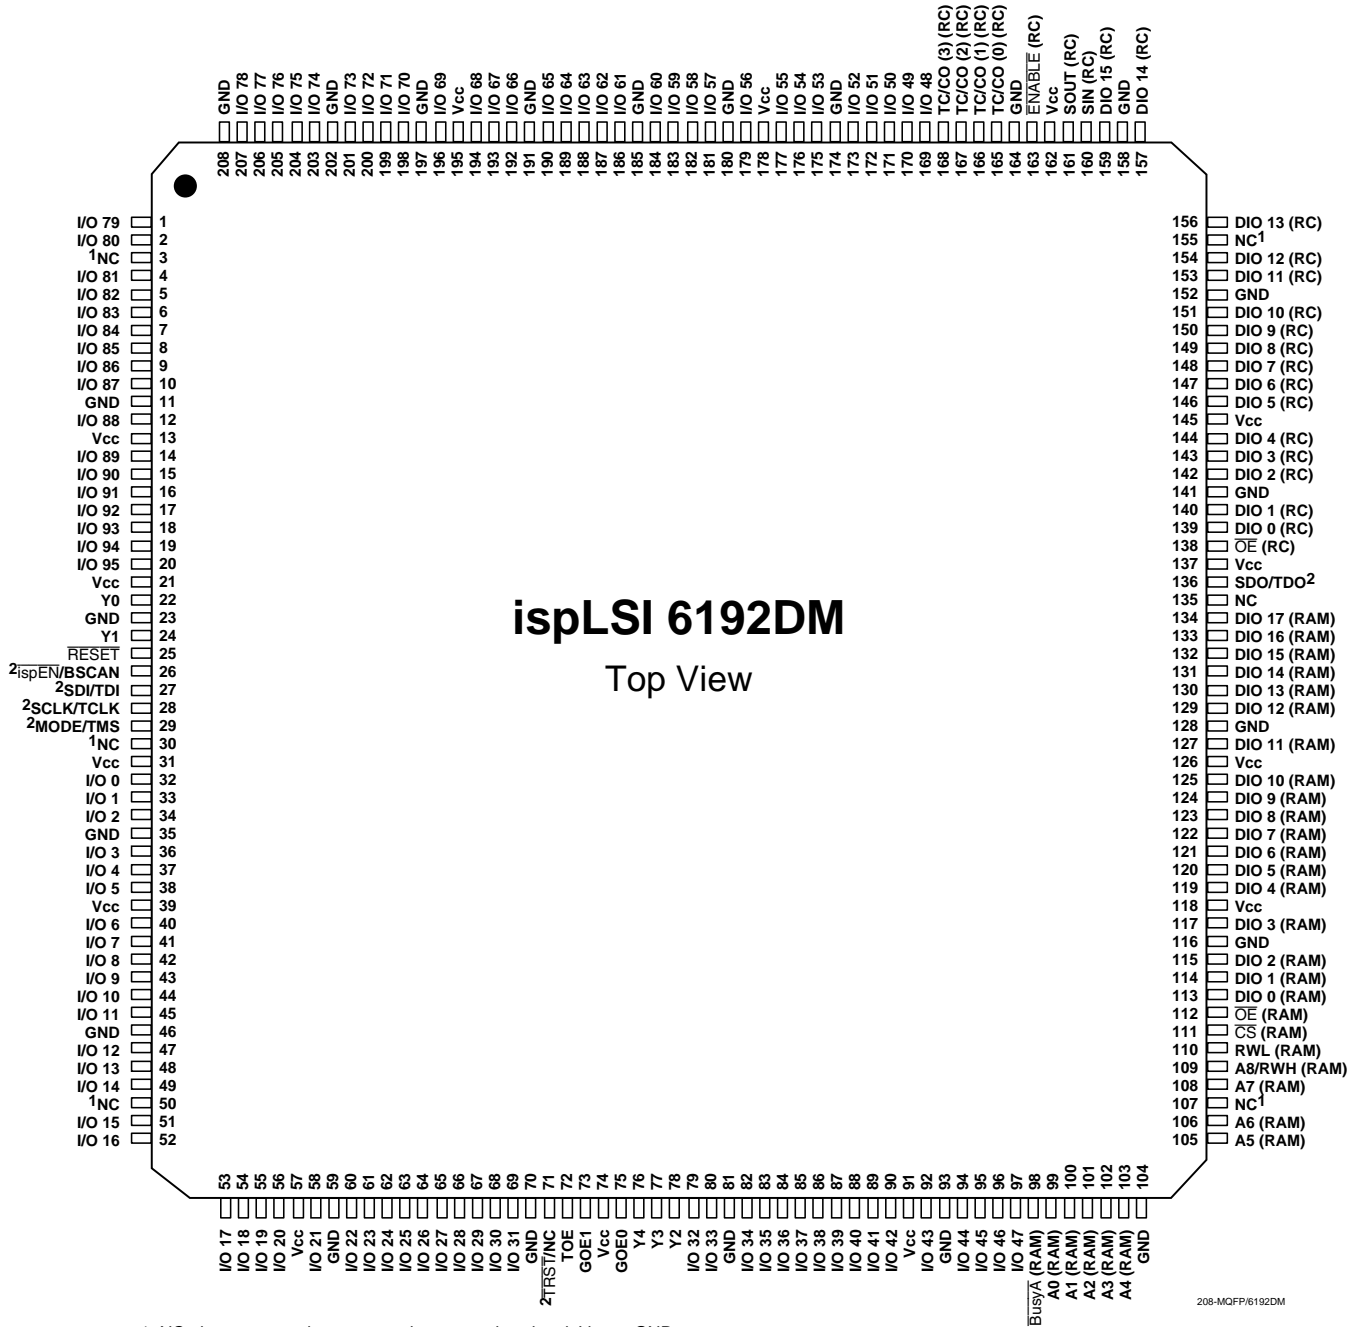 GND
I/O 78
I/O 77
I/O 76
I/O 75
I/O 74
GND
I/O 73
I/O 72
I/O 71
I/O 70
GND
I/O 69
Vcc
I/O 68
I/O 67
I/O 66
GND
I/O 65
I/O 64
I/O 63
I/O 62
I/O 61
GND
I/O 60
I/O 59
I/O 58
I/O 57
GND
I/O 56
Vcc
I/O 55
I/O 54
I/O 53
GND
I/O 52
I/O 51
I/O 50
I/O 49
I/O 48
TC/CO (3) (RC)
TC/CO (2) (RC)
TC/CO (1) (RC)
TC/CO (0) (RC)
GND
ENABLE (RC)
Vcc
SOUT (RC)
SIN (RC)
DIO 15 (RC)
GND
DIO 14 (RC)
208 207 206 205 204 203 202 201 200 199 198 197 196 195 194 193 192 191 190 189 188 187 186 185 184 183 182 181 180 179 178 177 176 175 174 173 172 171 170 169 168 167 166 165 164 163 162 161 160 159 158 157
I/O 79 1
I/O 80 2
1NC 3
I/O 81 4
I/O 82 5
I/O 83 6
I/O 84 7
I/O 85 8
I/O 86 9
I/O 87 10
GND 11
I/O 88 12
Vcc 13
I/O 89 14
I/O 90 15
I/O 91 16
I/O 92 17
I/O 93 18
I/O 94 19
I/O 95 20
Vcc 21
Y0 22
GND 23
Y1 24
RESET 25
2ispEN/BSCAN 26
2SDI/TDI 27
2SCLK/TCLK 28
2MODE/TMS 29
1NC 30
Vcc 31
I/O 0 32
I/O 1 33
I/O 2 34
GND 35
I/O 3 36
I/O 4 37
I/O 5 38
Vcc 39
I/O 6 40
I/O 7 41
I/O 8 42
I/O 9 43
I/O 10 44
I/O 11 45
GND 46
I/O 12 47
I/O 13 48
I/O 14 49
1NC 50
I/O 15 51
I/O 16 52
ispLSI 6192DM
Top View
156 DIO 13 (RC)
155 NC1
154 DIO 12 (RC)
153 DIO 11 (RC)
152 GND
151 DIO 10 (RC)
150 DIO 9 (RC)
149 DIO 8 (RC)
148 DIO 7 (RC)
147 DIO 6 (RC)
146 DIO 5 (RC)
145 Vcc
144 DIO 4 (RC)
143 DIO 3 (RC)
142 DIO 2 (RC)
141 GND
140 DIO 1 (RC)
139 DIO 0 (RC)
138 OE (RC)
137 Vcc
136 SDO/TDO2
135 NC
134 DIO 17 (RAM)
133 DIO 16 (RAM)
132 DIO 15 (RAM)
131 DIO 14 (RAM)
130 DIO 13 (RAM)
129 DIO 12 (RAM)
128 GND
127 DIO 11 (RAM)
126 Vcc
125 DIO 10 (RAM)
124 DIO 9 (RAM)
123 DIO 8 (RAM)
122 DIO 7 (RAM)
121 DIO 6 (RAM)
120 DIO 5 (RAM)
119 DIO 4 (RAM)
118 Vcc
117 DIO 3 (RAM)
116 GND
115 DIO 2 (RAM)
114 DIO 1 (RAM)
113 DIO 0 (RAM)
112 OE (RAM)
111 CS (RAM)
110 RWL (RAM)
109 A8/RWH (RAM)
108 A7 (RAM)
107 NC1
106 A6 (RAM)
105 A5 (RAM)
53 54 55 56 57 58 59 60 61 62 63 64 65 66 67 68 69 70 71 72 73 74 75 76 77 78 79 80 81 82 83 84 85 86 87 88 89 90 91 92 93 94 95 96 97 98 99 100 101 102 103 104
I/O 17
I/O 18
I/O 19
I/O 20
Vcc
I/O 21
GND
I/O 22
I/O 23
I/O 24
I/O 25
I/O 26
I/O 27
I/O 28
I/O 29
I/O 30
I/O 31
GND
2TRST/NC
TOE
GOE1
Vcc
GOE0
Y4
Y3
Y2
I/O 32
I/O 33
GND
I/O 34
I/O 35
I/O 36
I/O 37
I/O 38
I/O 39
I/O 40
I/O 41
I/O 42
Vcc
I/O 43
GND
I/O 44
I/O 45
I/O 46
I/O 47
BusyA (RAM)
A0 (RAM)
A1 (RAM)
A2 (RAM)
A3 (RAM)
A4 (RAM)
GND
208-MQFP/6192DM